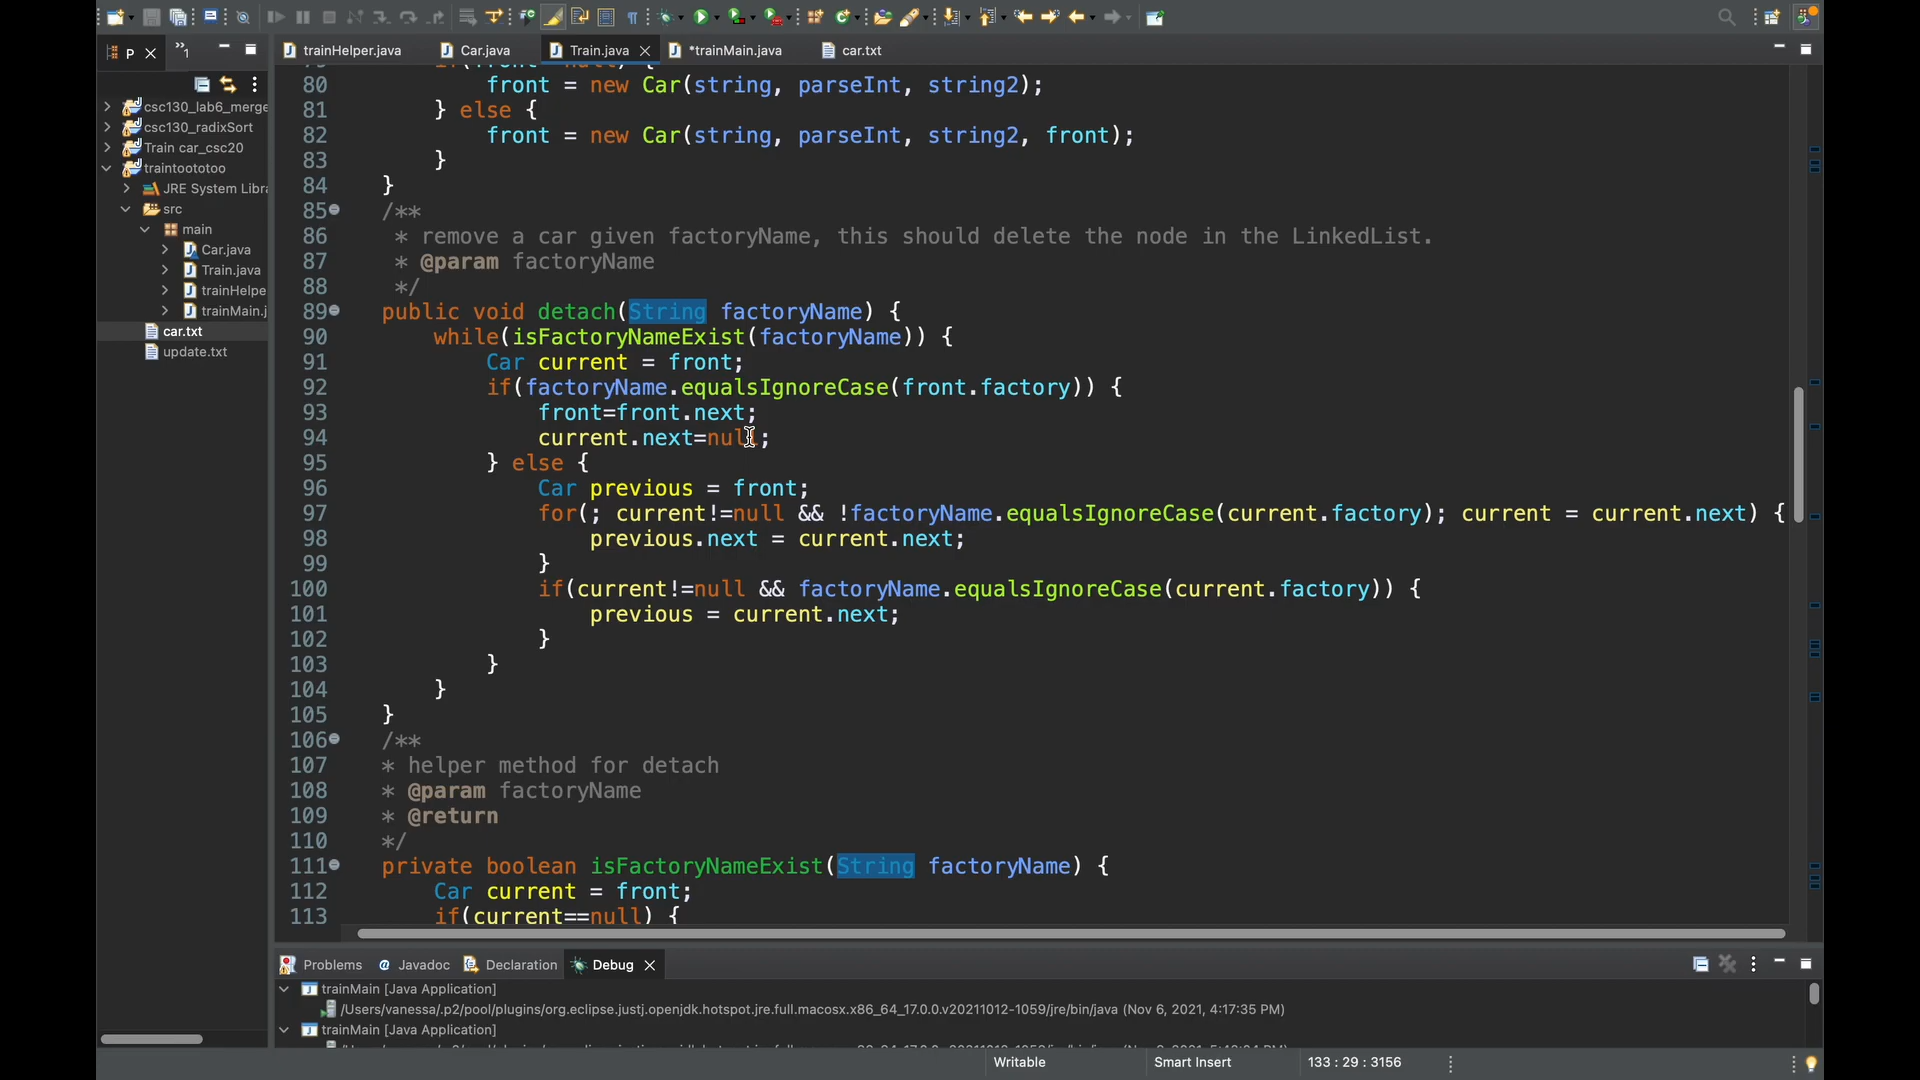 P
»1
trainHelper.java
Car.java
Train.java
*trainMain.java
car.txt
csc130_lab6_merge
csc130_radixSort
Train car_csc20
traintoototoo
JRE System Libra
src
main
Car.java
Train.java
trainHelpe
trainMain.j
car.txt
update.txt
80 front = new Car(string, parseInt, string2);
81 } else {
82 front = new Car(string, parseInt, string2, front);
83 }
84 }
85 /**
86 * remove a car given factoryName, this should delete the node in the LinkedList.
87 * @param factoryName
88 */
89 public void detach(String factoryName) {
90 while(isFactoryNameExist(factoryName)) {
91 Car current = front;
92 if(factoryName.equalsIgnoreCase(front.factory)) {
93 front=front.next;
94 current.next=null;
95 } else {
96 Car previous = front;
97 for(; current!=null && !factoryName.equalsIgnoreCase(current.factory); current = current.next) {
98 previous.next = current.next;
99 }
100 if(current!=null && factoryName.equalsIgnoreCase(current.factory)) {
101 previous = current.next;
102 }
103 }
104 }
105 }
106 /**
107 * helper method for detach
108 * @param factoryName
109 * @return
110 */
111 private boolean isFactoryNameExist(String factoryName) {
112 Car current = front;
113 if(current==null) {
Problems
Javadoc
Declaration
Debug
trainMain [Java Application]
/Users/vanessa/.p2/pool/plugins/org.eclipse.justj.openjdk.hotspot.jre.full.macosx.x86_64_17.0.0.v20211012-1059/jre/bin/java (Nov 6, 2021, 4:17:35 PM)
trainMain [Java Application]
Writable
Smart Insert
133 : 29 : 3156